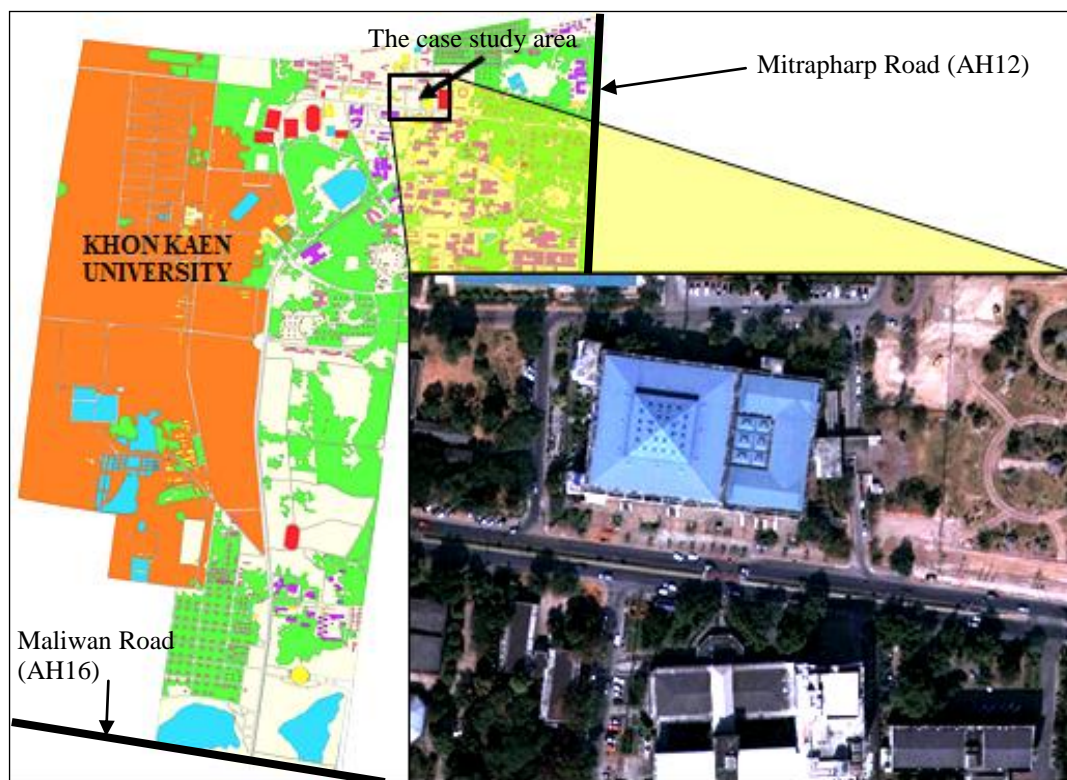 The case study area
Mitrapharp Road (AH12)
KHON KAEN
UNIVERSITY
Maliwan Road
(AH16)